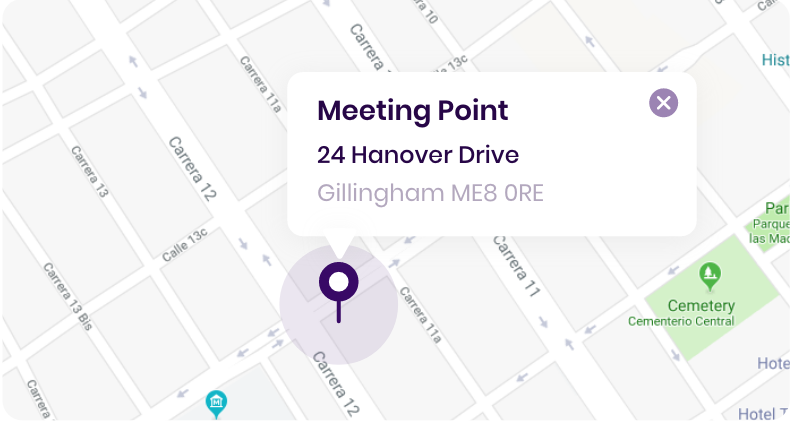 Carrera 10
Carrera
Hist
Carrera 11a
13c
Meeting Point
24 Hanover Drive
Gillingham ME8 0RE
Carrera 13
Carrera 12
Par
Parque
las Mad
Calle 13c
Carrera 11
Carrera 13 Bis
Carrera 11a
Cemetery
Cementerio Central
Carrera 12
Hote
Carrera
Hotel T